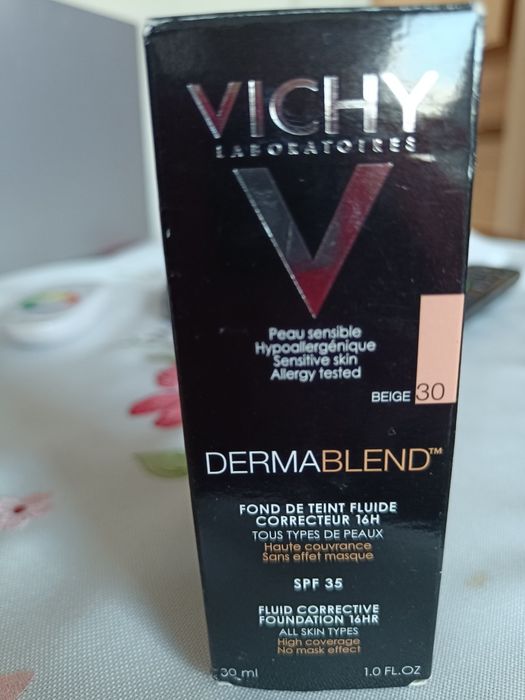 VICHY
LABORATOIRES
V
Peau sensible
Hypoallergénique
Sensitive skin
Allergy tested
BEIGE 30
DERMABLEND™
FOND DE TEINT FLUIDE
CORRECTEUR 16H
TOUS TYPES DE PEAUX
Haute couvrance
Sans effet masque
SPF 35
FLUID CORRECTIVE
FOUNDATION 16HR
ALL SKIN TYPES
High coverage
No mask effect
30 ml 1.0 FL.OZ